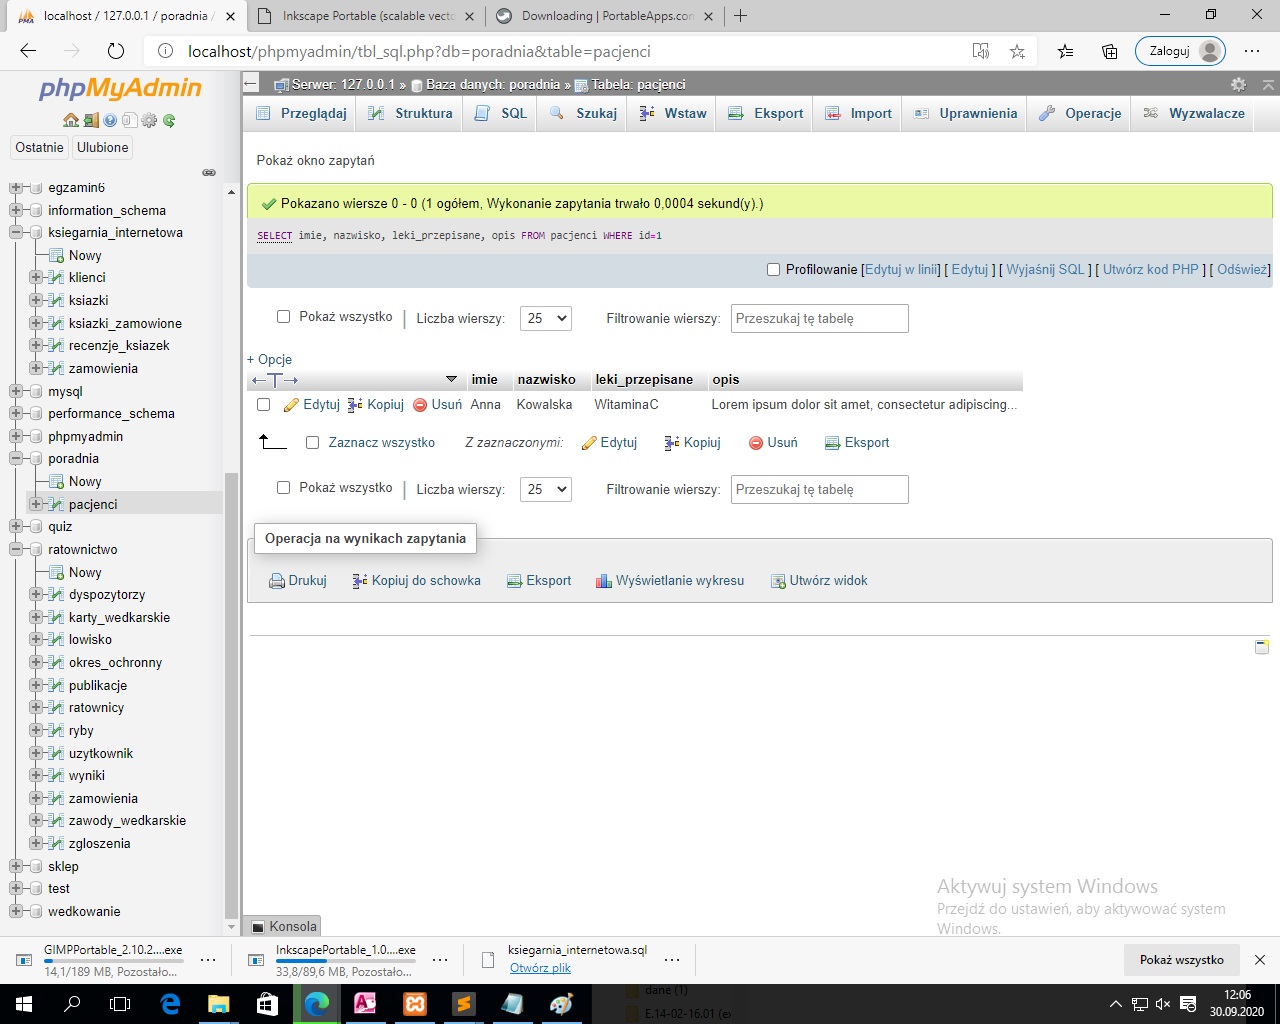 localhost / 127.0.0.1 / poradnia /
Inkscape Portable (scalable vecto
Downloading | PortableApps.com
localhost/phpmyadmin/tbl_sql.php?db=poradnia&table=pacjenci
Zaloguj
phpMyAdmin
Ostatnie
Ulubione
egzamin6
information_schema
ksiegarnia_internetowa
Nowy
klienci
ksiazki
ksiazki_zamowione
recenzje_ksiazek
zamowienia
mysql
performance_schema
phpmyadmin
poradnia
Nowy
pacjenci
quiz
ratownictwo
Nowy
dyspozytorzy
karty_wedkarskie
lowisko
okres_ochronny
publikacje
ratownicy
ryby
uzytkownik
wyniki
zamowienia
zawody_wedkarskie
zgloszenia
sklep
test
wedkowanie
Serwer: 127.0.0.1 » Baza danych: poradnia » Tabela: pacjenci
Przeglądaj Struktura SQL Szukaj Wstaw Eksport Import Uprawnienia Operacje Wyzwalacze
Pokaż okno zapytań
Pokazano wiersze 0 - 0 (1 ogółem, Wykonanie zapytania trwało 0,0004 sekund(y).)
SELECT imie, nazwisko, leki_przepisane, opis FROM pacjenci WHERE id=1
Profilowanie [Edytuj w linii] [ Edytuj ] [ Wyjaśnij SQL ] [ Utwórz kod PHP ] [ Odśwież]
Pokaż wszystko | Liczba wierszy: 25 Filtrowanie wierszy: Przeszukaj tę tabelę
+ Opcje
←T→ imie nazwisko leki_przepisane opis
Edytuj Kopiuj Usuń Anna Kowalska WitaminaC Lorem ipsum dolor sit amet, consectetur adipiscing...
Zaznacz wszystko Z zaznaczonymi: Edytuj Kopiuj Usuń Eksport
Pokaż wszystko | Liczba wierszy: 25 Filtrowanie wierszy: Przeszukaj tę tabelę
Operacja na wynikach zapytania
Drukuj Kopiuj do schowka Eksport Wyświetlanie wykresu Utwórz widok
Aktywuj system Windows
Przejdź do ustawień, aby aktywować system
Windows.
Konsola
GIMPPortable_2.10.2....exe
14,1/189 MB, Pozostało...
InkscapePortable_1.0....exe
33,8/89,6 MB, Pozostało...
ksiegarnia_internetowa.sql
Otwórz plik
Pokaż wszystko
dane (1)
E.14-02-16.01 (e
12:06
30.09.2020